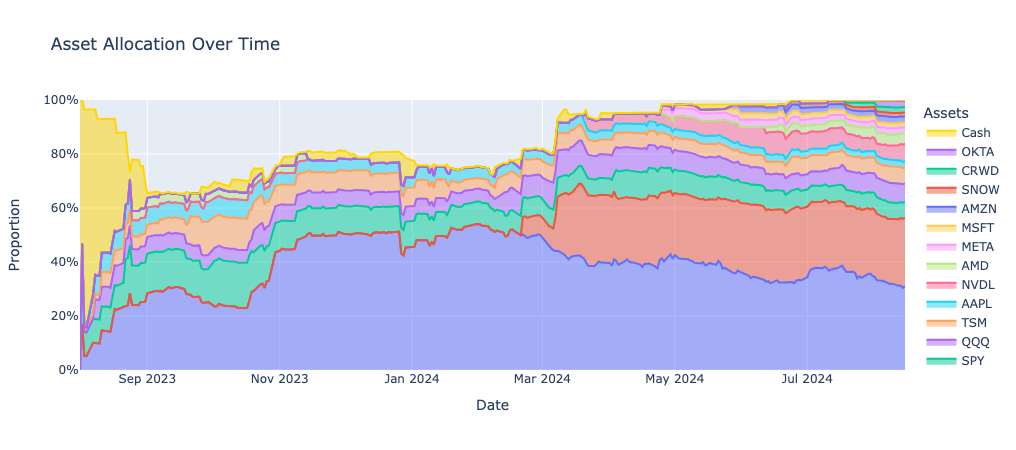 Asset Allocation Over Time
100%
80%
60%
40%
20%
0%
Proportion
Sep 2023
Nov 2023
Jan 2024
Mar 2024
May 2024
Jul 2024
Date
Assets
Cash
OKTA
CRWD
SNOW
AMZN
MSFT
META
AMD
NVDL
AAPL
TSM
QQQ
SPY